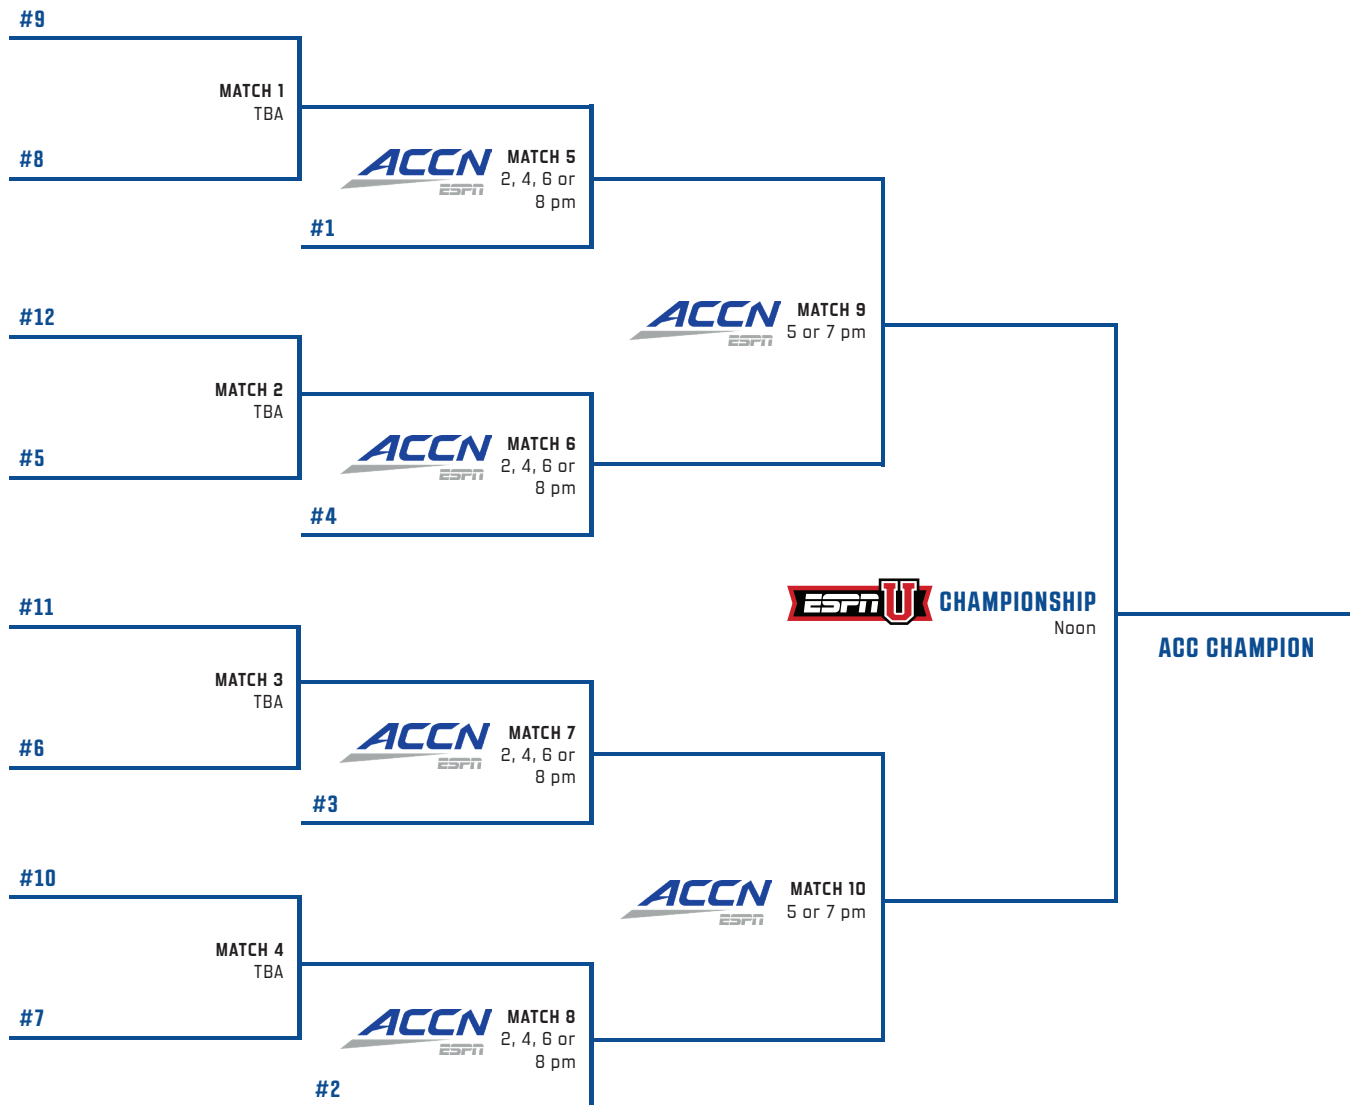 #9
MATCH 1
TBA
#8
ACCN
ESPN
MATCH 5
2, 4, 6 or
8 pm
#1
#12
MATCH 2
TBA
#5
ACCN
ESPN
MATCH 6
2, 4, 6 or
8 pm
#4
ACCN
ESPN
MATCH 9
5 or 7 pm
#11
MATCH 3
TBA
#6
ACCN
ESPN
MATCH 7
2, 4, 6 or
8 pm
#3
#10
MATCH 4
TBA
#7
ACCN
ESPN
MATCH 8
2, 4, 6 or
8 pm
#2
ACCN
ESPN
MATCH 10
5 or 7 pm
ESPN U
CHAMPIONSHIP
Noon
ACC CHAMPION